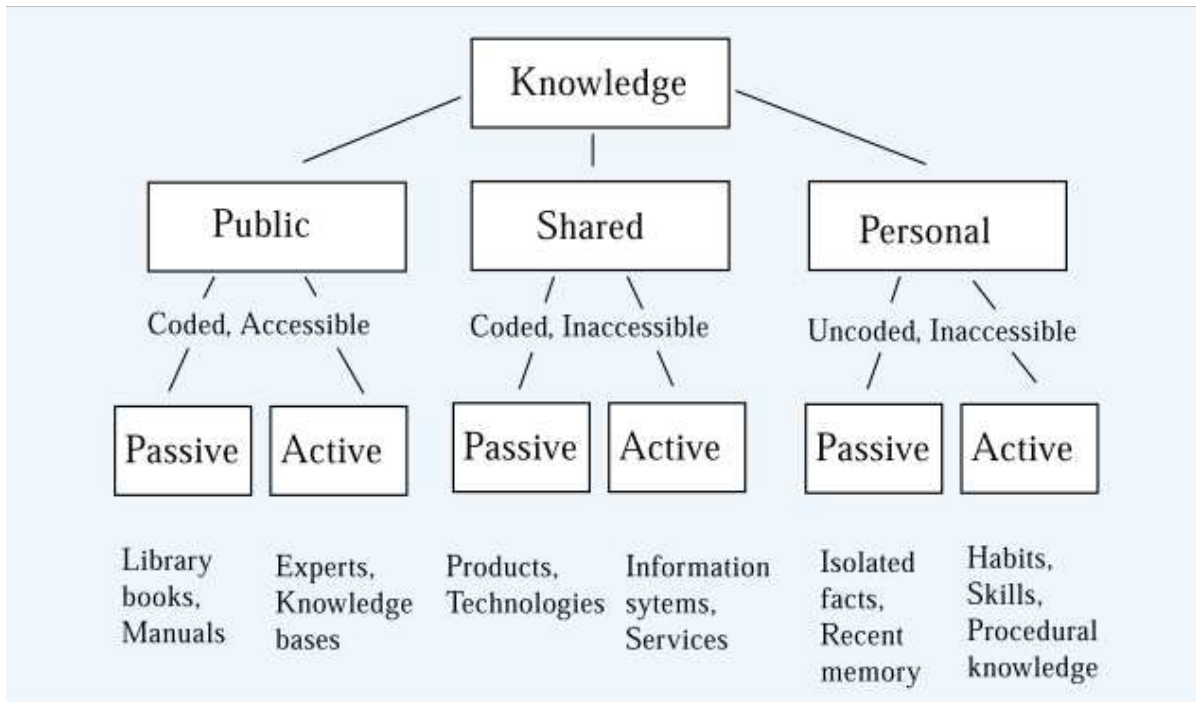 Knowledge
Public
Shared
Personal
Coded, Accessible
Coded, Inaccessible
Uncoded, Inaccessible
Passive
Active
Passive
Active
Passive
Active
Library
books,
Manuals
Experts,
Knowledge
bases
Products,
Technologies
Information
sytems,
Services
Isolated
facts,
Recent
memory
Habits,
Skills,
Procedural
knowledge